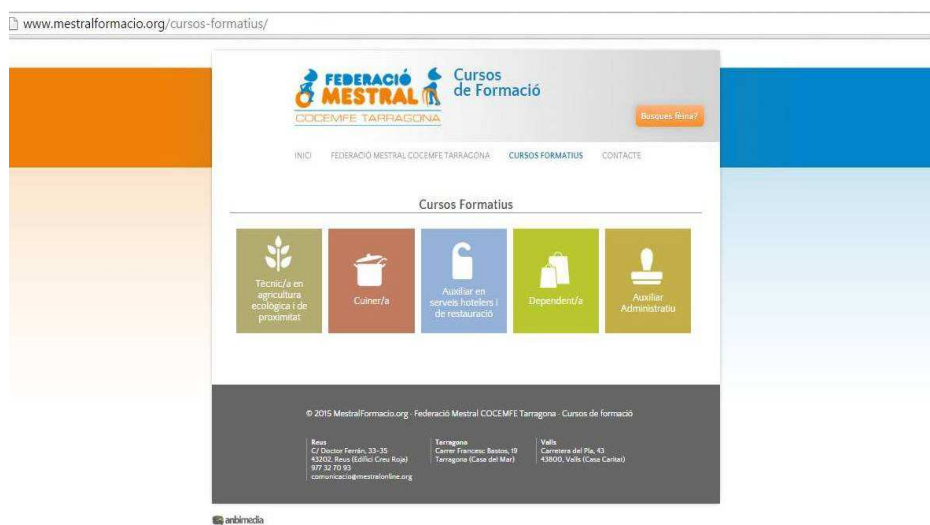 www.mestralformacio.org/cursos-formatius/
FEDERACIÓ
MESTRAL
COCEMFE TARRAGONA
Cursos
de Formació
Busques feina?
INICI FEDERACIÓ MESTRAL COCEMFE TARRAGONA CURSOS FORMATIUS CONTACTE
Cursos Formatius
Tècnic/a en
agricultura
ecològica i de
proximitat
Cuiner/a
Auxiliar en
serveis hotelers i
de restauració
Dependent/a
Auxiliar
Administratiu
© 2015 MestralFormacio.org - Federació Mestral COCEMFE Tarragona - Cursos de formació
Reus
C/ Doctor Ferrán, 33-35
43202, Reus (Edifici Creu Roja)
977 32 70 93
comunicacio@mestralonline.org
Tarragona
Carrer Francesc Bastos, 19
Tarragona (Casa del Mar)
Valls
Carretera del Pla, 43
43800, Valls (Casa Caritat)
anbimedia